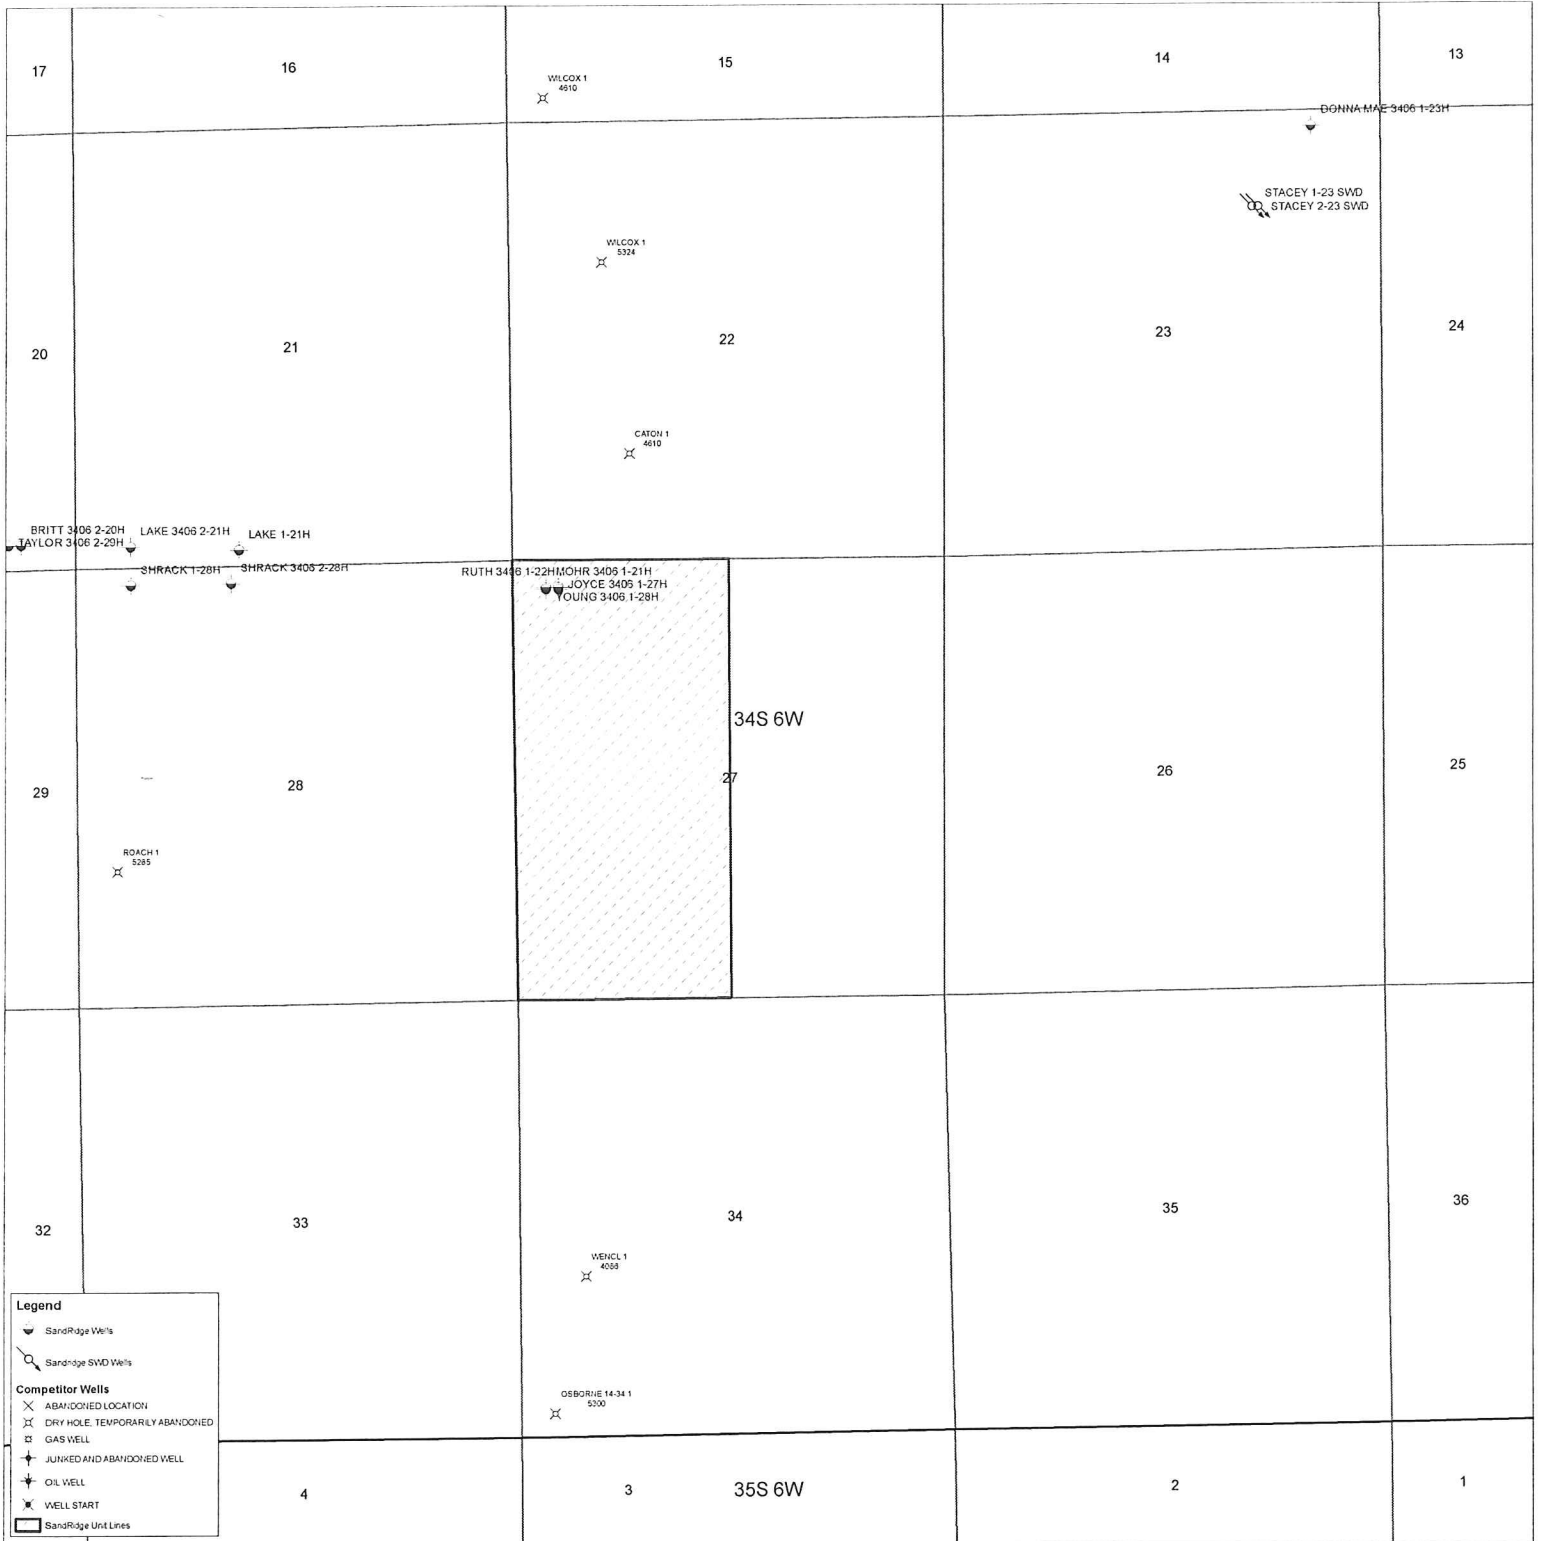 17
16
15
14
13
WILCOX 1
4610
DONNA MAE 3406 1-23H
STACEY 1-23 SWD
STACEY 2-23 SWD
WILCOX 1
5324
20
21
22
23
24
CATON 1
4610
BRITT 3406 2-20H
TAYLOR 3406 2-29H
LAKE 3406 2-21H
LAKE 1-21H
SHRACK 1-28H
SHRACK 3406 2-28H
RUTH 3406 1-22H
MOHR 3406 1-21H
JOYCE 3406 1-27H
YOUNG 3406 1-28H
34S 6W
29
28
27
26
25
ROACH 1
5285
32
33
34
35
36
WENCL 1
OSBORNE 14-34 1
5300
Legend
SandRidge Wells
Sandridge SWD Wells
Competitor Wells
ABANDONED LOCATION
DRY HOLE, TEMPORARILY ABANDONED
GAS WELL
JUNKED AND ABANDONED WELL
OIL WELL
WELL START
SandRidge Unit Lines
4
3
35S 6W
2
1